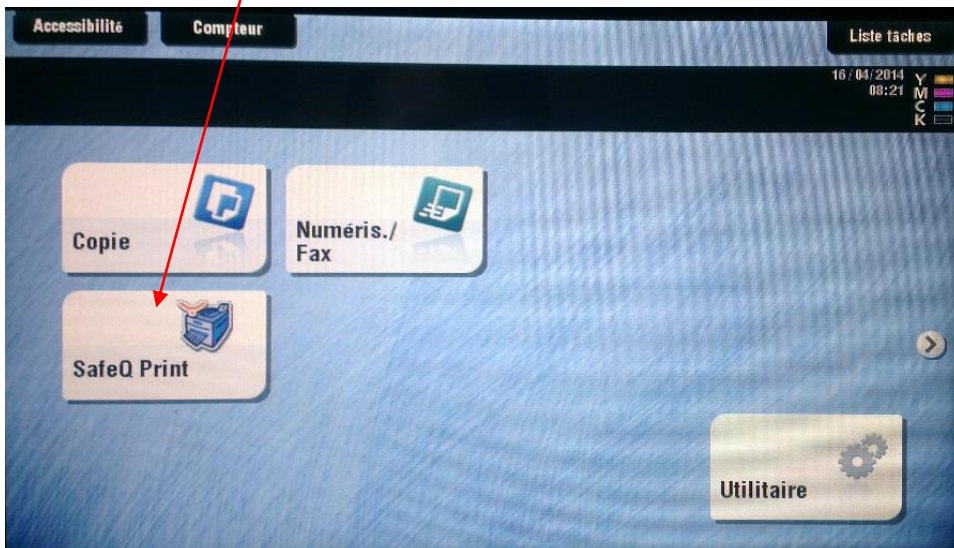 Accessibilité Compteur
Liste tâches
16/04/2014
08:21
Y
M
C
K
Copie
Numéris./
Fax
SafeQ Print
Utilitaire